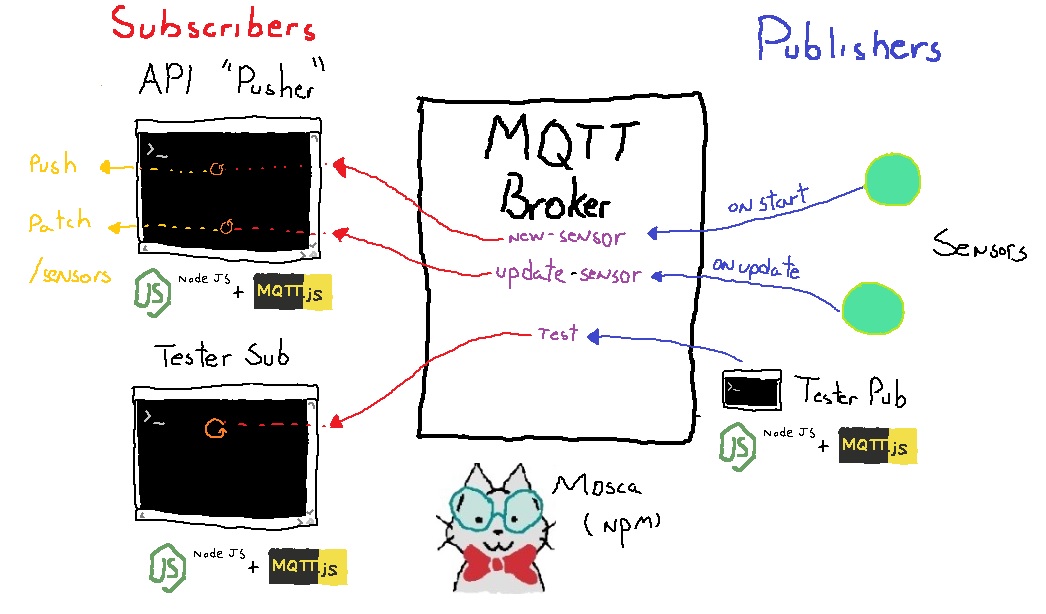 Subscribers
API "Pusher"
>_
Push
Patch
/sensors
JS Node JS + MQTT.js
Tester Sub
>_
JS Node JS + MQTT.js
MQTT
Broker
new-sensor
update-sensor
Test
Mosca
(npm)
Publishers
on start
on update
Sensors
>_
Tester Pub
JS Node JS + MQTT.js